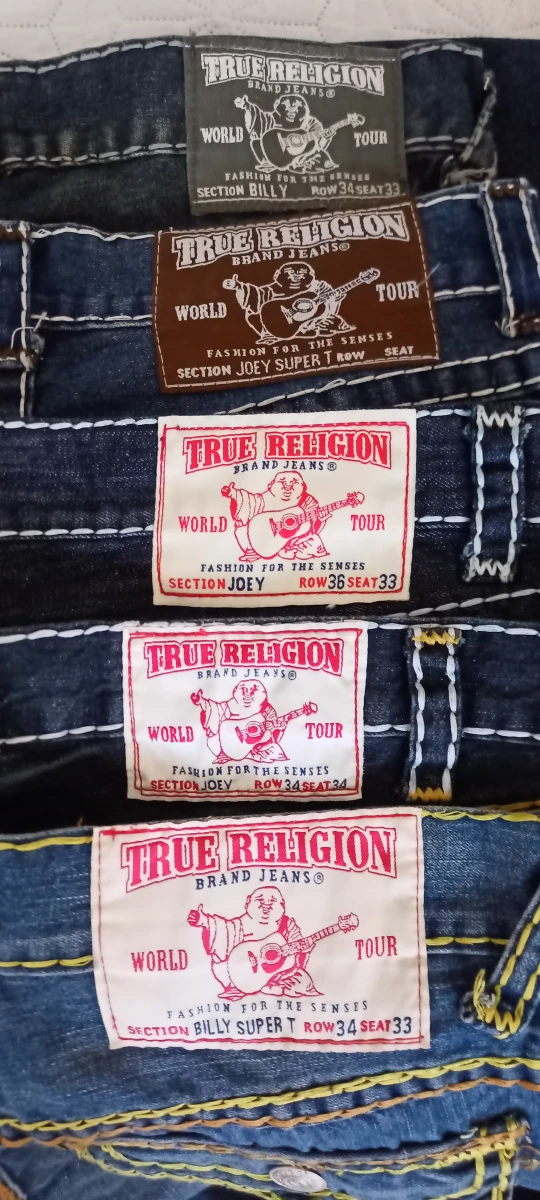 TRUE RELIGION
BRAND JEANS®
WORLD TOUR
FASHION FOR THE SENSES
SECTION BILLY ROW 34 SEAT 33
TRUE RELIGION
BRAND JEANS®
WORLD TOUR
FASHION FOR THE SENSES
SECTION JOEY SUPER T ROW SEAT
TRUE RELIGION
BRAND JEANS®
WORLD TOUR
FASHION FOR THE SENSES
SECTION JOEY ROW 36 SEAT 33
TRUE RELIGION
BRAND JEANS®
WORLD TOUR
FASHION FOR THE SENSES
SECTION JOEY ROW 34 SEAT 34
TRUE RELIGION
BRAND JEANS®
WORLD TOUR
FASHION FOR THE SENSES
SECTION BILLY SUPER T ROW 34 SEAT 33